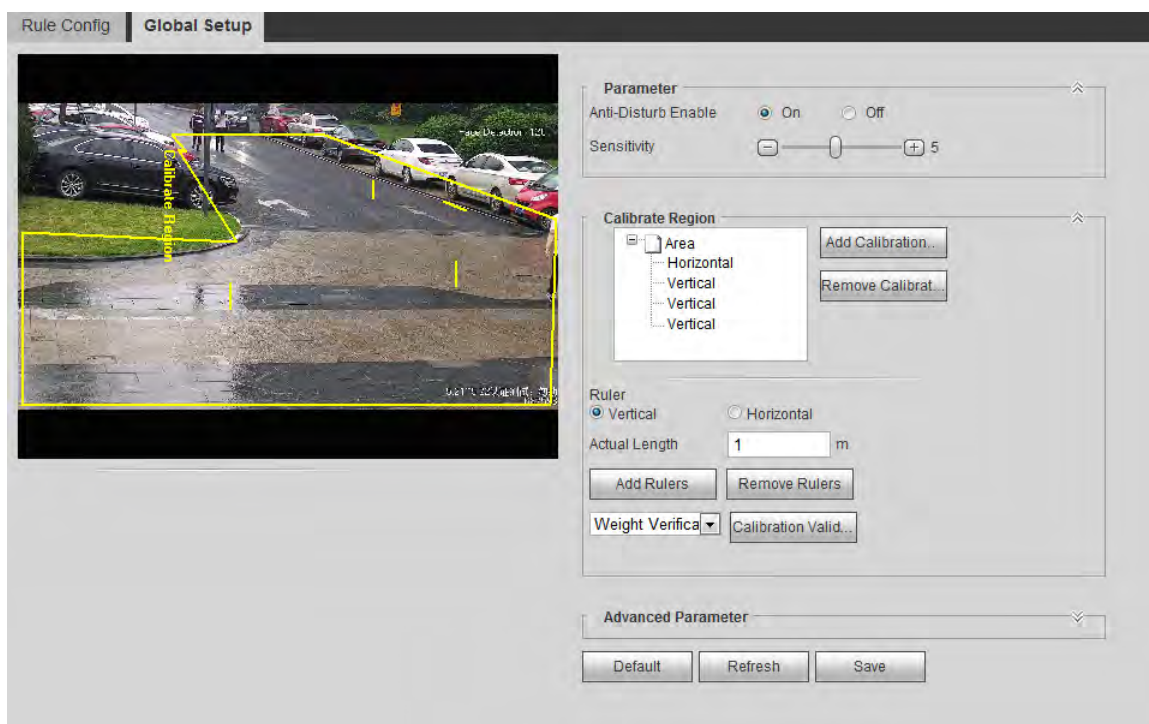 Rule Config Global Setup
Calibrate Region
Parameter
Anti-Disturb Enable On Off
Sensitivity 5
Calibrate Region
Area
Horizontal
Vertical
Vertical
Vertical
Add Calibration..
Remove Calibrat...
Ruler
Vertical Horizontal
Actual Length 1 m
Add Rulers Remove Rulers
Weight Verifica Calibration Valid...
Advanced Parameter
Default Refresh Save